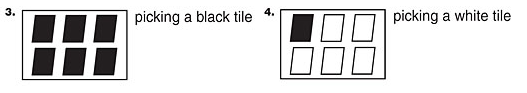 3. picking a black tile
4. picking a white tile